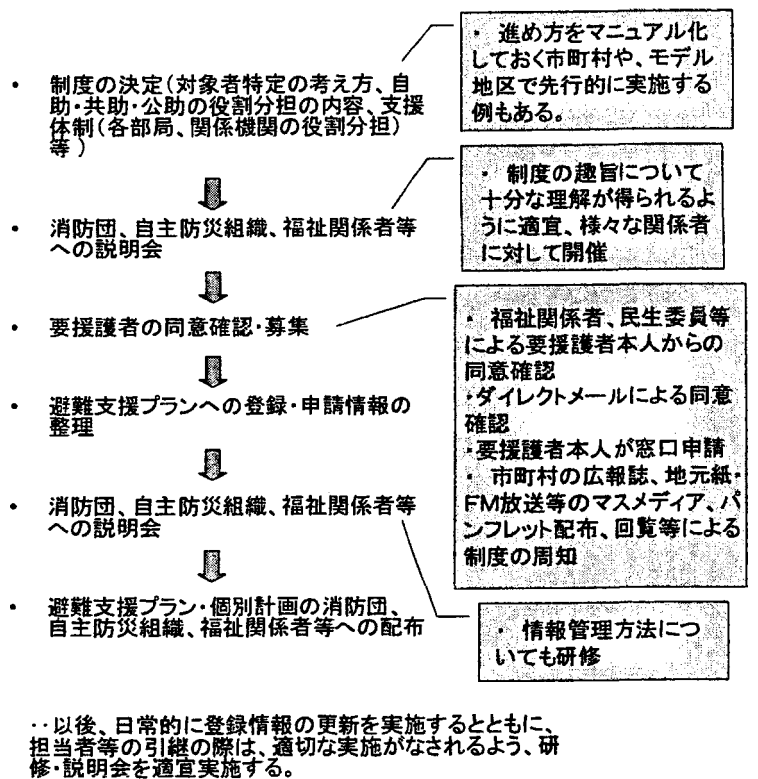 ・ 進め方をマニュアル化
しておく市町村や、モデル
地区で先行的に実施する
例もある。
・ 制度の決定(対象者特定の考え方、自
助・共助・公助の役割分担の内容、支援
体制(各部局、関係機関の役割分担)
等)
・ 制度の趣旨について
十分な理解が得られるよ
うに適宜、様々な関係者
に対して開催
・ 消防団、自主防災組織、福祉関係者等
への説明会
・ 要援護者の同意確認・募集
・ 福祉関係者、民生委員等
による要援護者本人からの
同意確認
・ダイレクトメールによる同意
確認
・要援護者本人が窓口申請
・ 市町村の広報誌、地元紙・
FM放送等のマスメディア、パ
ンフレット配布、回覧等による
制度の周知
・ 避難支援プランへの登録・申請情報の
整理
・ 消防団、自主防災組織、福祉関係者等
への説明会
・ 情報管理方法につ
いても研修
・ 避難支援プラン・個別計画の消防団、
自主防災組織、福祉関係者等への配布
‥以後、日常的に登録情報の更新を実施するとともに、
担当者等の引継の際は、適切な実施がなされるよう、研
修・説明会を適宜実施する。